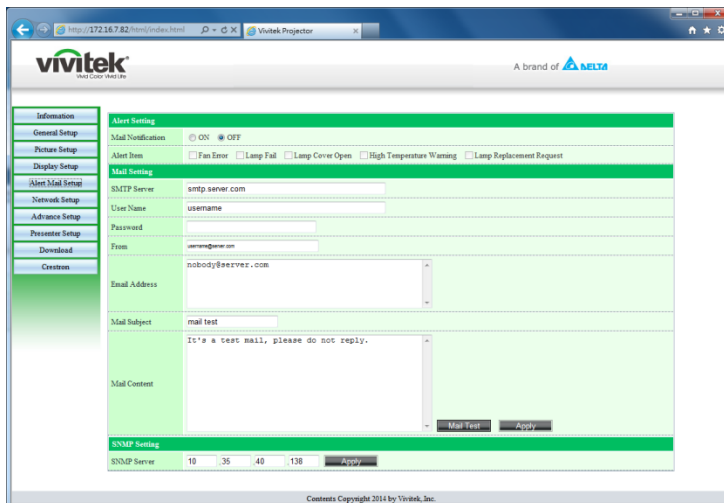 http://172.16.7.82/html/index.html
Vivitek Projector
vivitek
Vivid Color Vivid Life
A brand of DELTA
Information
General Setup
Picture Setup
Display Setup
Alert Mail Setup
Network Setup
Advance Setup
Presenter Setup
Download
Crestron
Alert Setting
Mail Notification ON OFF
Alert Item Fan Error Lamp Fail Lamp Cover Open High Temperature Warning Lamp Replacement Request
Mail Setting
SMTP Server smtp.server.com
User Name username
Password
From username@server.com
Email Address nobody@server.com
Mail Subject mail test
Mail Content It's a test mail, please do not reply.
Mail Test Apply
SNMP Setting
SNMP Server 10 .35 .40 .138 Apply
Contents Copyright 2014 by Vivitek, Inc.